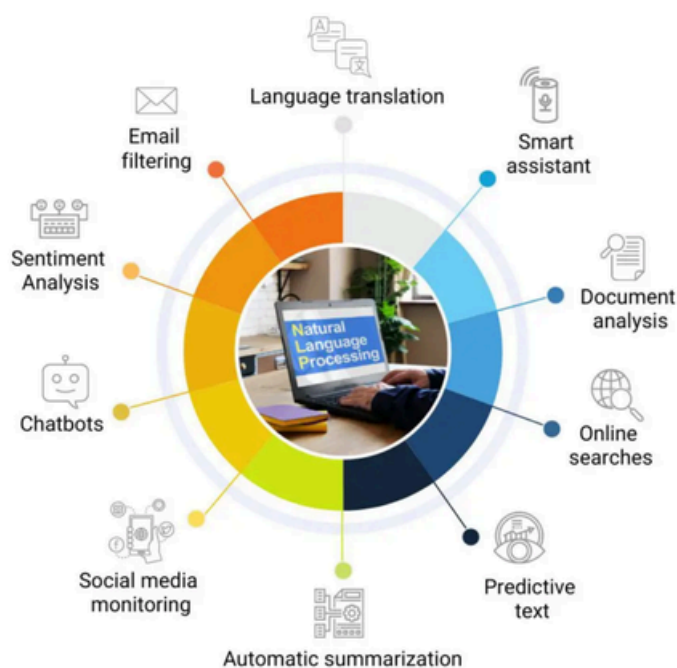 Language translation
Smart
assistant
Document
analysis
Online
searches
Predictive
text
Automatic summarization
Social media
monitoring
Chatbots
Sentiment
Analysis
Email
filtering
Natural
Language
Processing